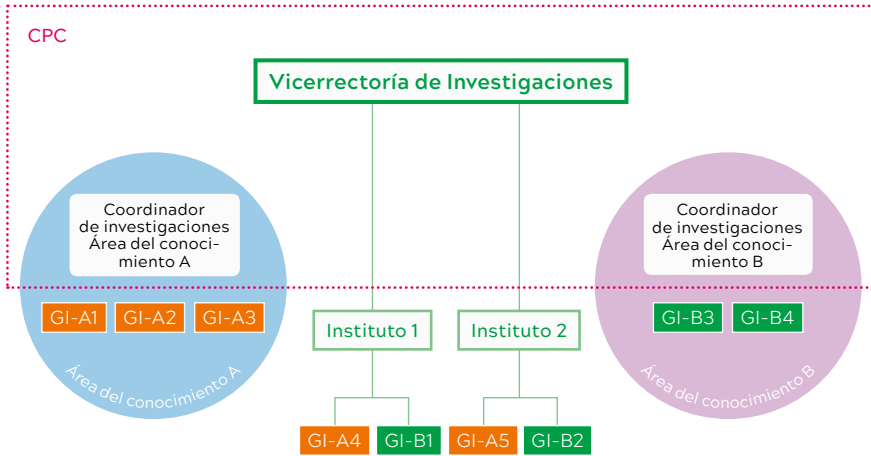 CPC
Vicerrectoría de Investigaciones
Coordinador
de investigaciones
Área del conoci-
miento A
Coordinador
de investigaciones
Área del conoci-
miento B
GI-A1 GI-A2 GI-A3
Instituto 1
Instituto 2
GI-B3 GI-B4
Área del conocimiento A
Área del conocimiento B
GI-A4 GI-B1 GI-A5 GI-B2